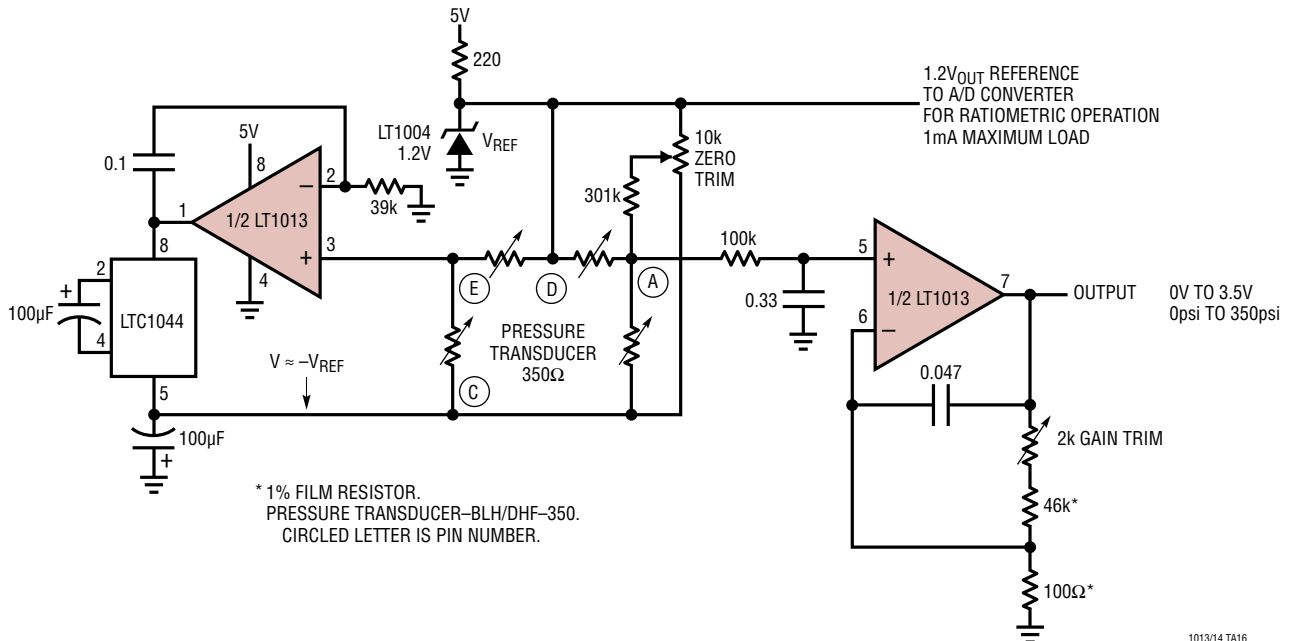 5V
220
1.2VOUT REFERENCE
TO A/D CONVERTER
FOR RATIOMETRIC OPERATION
1mA MAXIMUM LOAD
LT1004
1.2V
VREF
10k
ZERO
TRIM
5V
0.1
8
2
39k
301k
1
1/2 LT1013
–
+
3
4
8
2
100µF
+
4
LTC1044
5
100µF
+
V ≈ –VREF
E
D
A
C
PRESSURE
TRANSDUCER
350Ω
100k
0.33
5
+
1/2 LT1013
6
–
7
OUTPUT
0V TO 3.5V
0psi TO 350psi
0.047
2k GAIN TRIM
46k*
100Ω*
* 1% FILM RESISTOR.
PRESSURE TRANSDUCER–BLH/DHF–350.
CIRCLED LETTER IS PIN NUMBER.
1013/14 TA16